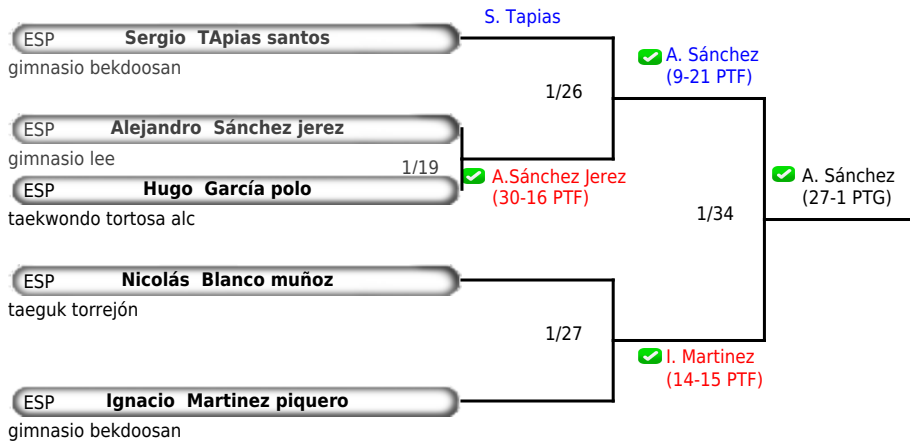 S. Tapias
ESP Sergio TApias santos
gimnasio bekdoosan
A. Sánchez
(9-21 PTF)
1/26
ESP Alejandro Sánchez jerez
gimnasio lee
1/19
A.Sánchez Jerez
(30-16 PTF)
ESP Hugo García polo
taekwondo tortosa alc
A. Sánchez
(27-1 PTG)
1/34
ESP Nicolás Blanco muñoz
taeguk torrejón
1/27
I. Martinez
(14-15 PTF)
ESP Ignacio Martinez piquero
gimnasio bekdoosan